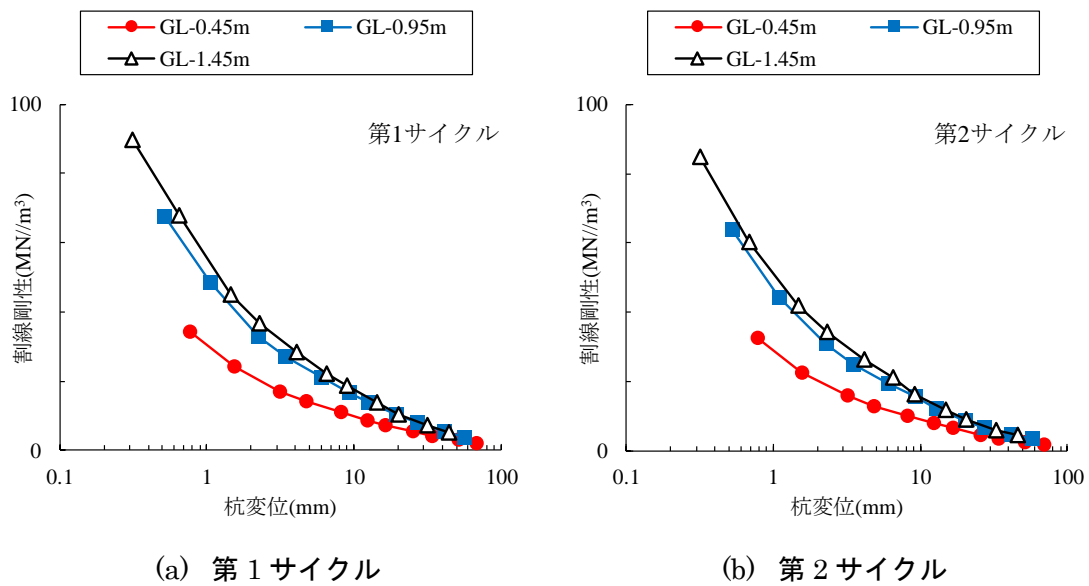 GL-0.45m GL-0.95m
GL-1.45m
第1サイクル
100
0
割線剛性(MN//m³)
0.1 1 10 100
杭変位(mm)
(a) 第 1 サイクル
GL-0.45m GL-0.95m
GL-1.45m
第2サイクル
100
0
割線剛性(MN//m³)
0.1 1 10 100
杭変位(mm)
(b) 第 2 サイクル